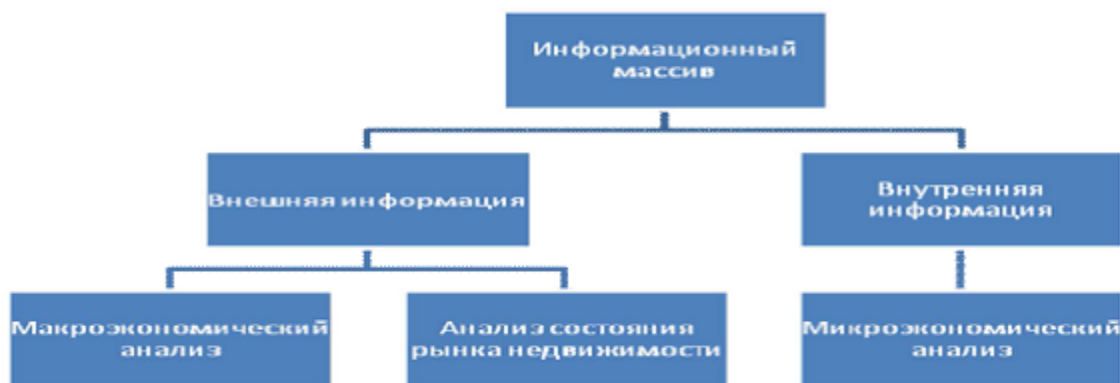 Информационный
массив
Внешняя информация
Внутренняя
информация
Макроэкономический
анализ
Анализ состояния
рынка недвижимости
Микроэкономический
анализ